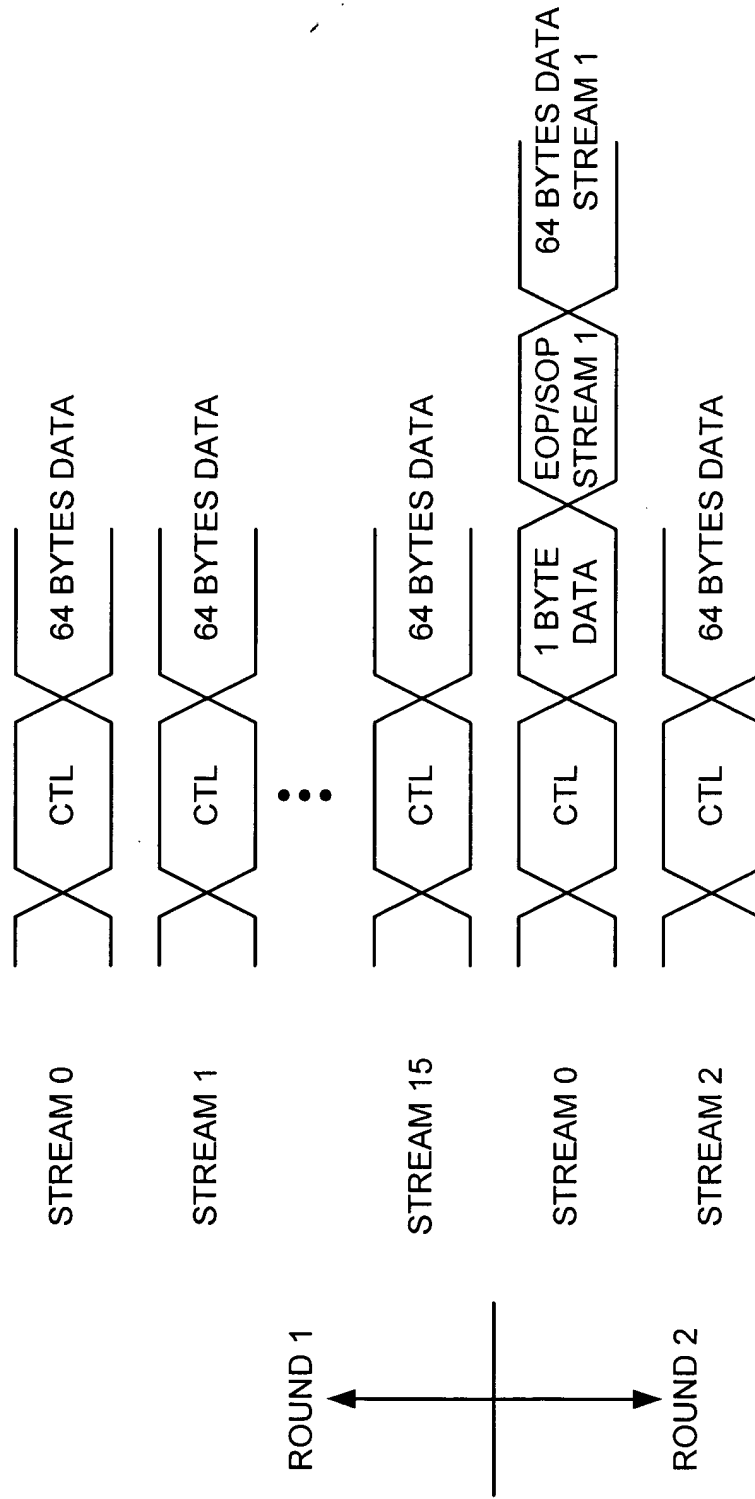 STREAM 0
CTL
64 BYTES DATA
STREAM 1
CTL
64 BYTES DATA
ROUND 1
STREAM 15
CTL
64 BYTES DATA
STREAM 0
CTL
1 BYTE
DATA
EOP/SOP
STREAM 1
64 BYTES DATA
STREAM 1
ROUND 2
STREAM 2
CTL
64 BYTES DATA